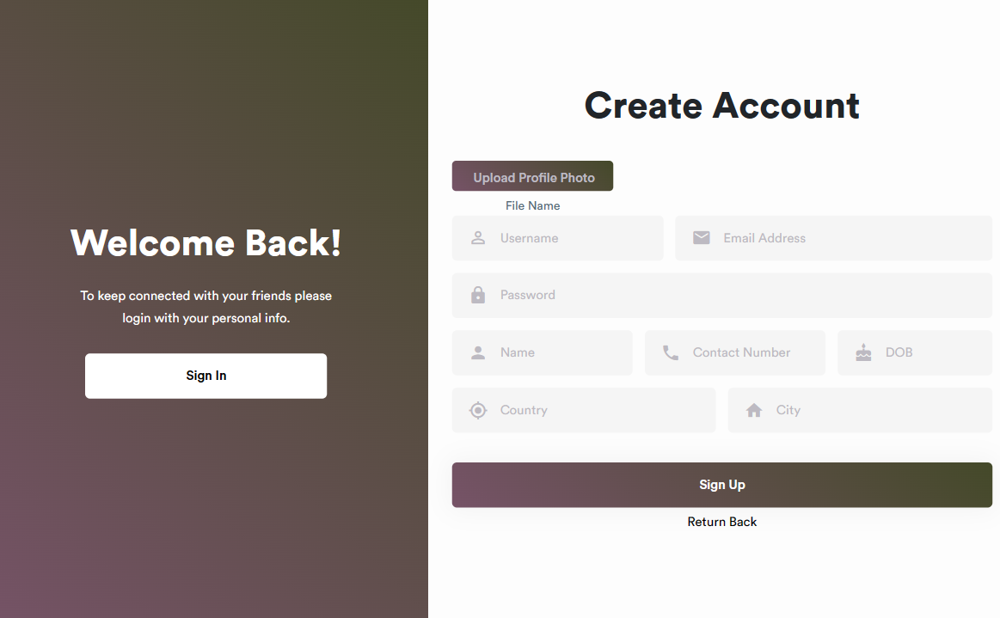 Welcome Back!
To keep connected with your friends please
login with your personal info.
Sign In
Create Account
Upload Profile Photo
File Name
Username
Email Address
Password
Name
Contact Number
DOB
Country
City
Sign Up
Return Back